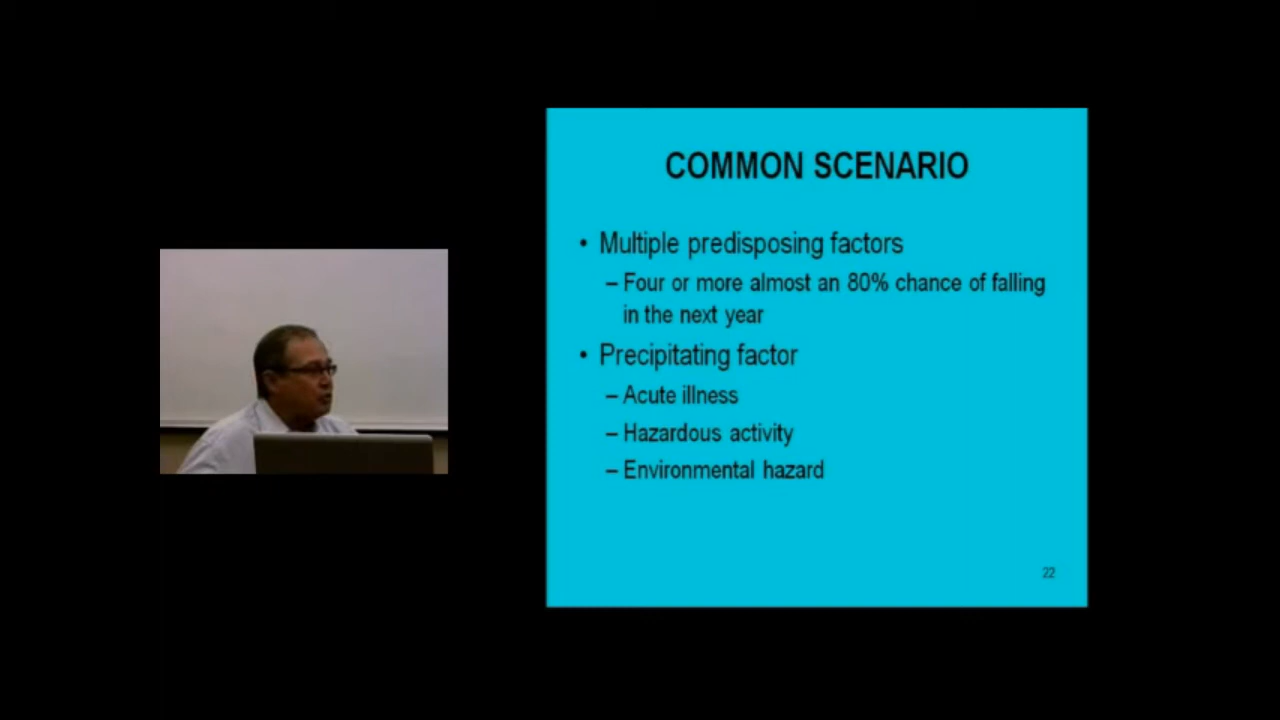 COMMON SCENARIO
• Multiple predisposing factors
– Four or more almost an 80% chance of falling
in the next year
• Precipitating factor
– Acute illness
– Hazardous activity
– Environmental hazard
22